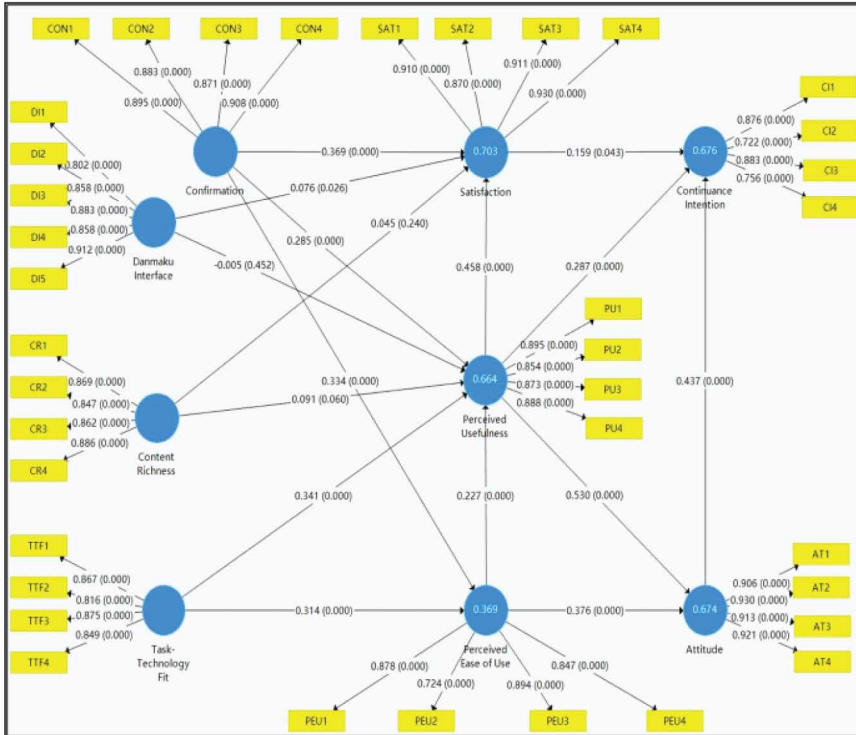 CON1
CON2
CON3
CON4
SAT1
SAT2
SAT3
SAT4
0.883 (0.000)
0.871 (0.000)
0.895 (0.000)
0.908 (0.000)
0.910 (0.000)
0.870 (0.000)
0.911 (0.000)
0.930 (0.000)
CI1
CI2
CI3
CI4
0.876 (0.000)
0.722 (0.000)
0.883 (0.000)
0.756 (0.000)
DI1
DI2
DI3
DI4
DI5
0.802 (0.000)
0.858 (0.000)
0.883 (0.000)
0.858 (0.000)
0.912 (0.000)
Confirmation
0.369 (0.000)
0.703
Satisfaction
0.159 (0.043)
0.676
Continuance
Intention
Danmaku
Interface
0.076 (0.026)
0.045 (0.240)
0.285 (0.000)
-0.005 (0.452)
0.458 (0.000)
0.287 (0.000)
CR1
CR2
CR3
CR4
0.869 (0.000)
0.847 (0.000)
0.862 (0.000)
0.886 (0.000)
Content
Richness
0.334 (0.000)
0.091 (0.060)
0.664
Perceived
Usefulness
PU1
PU2
PU3
PU4
0.895 (0.000)
0.854 (0.000)
0.873 (0.000)
0.888 (0.000)
0.437 (0.000)
0.341 (0.000)
0.227 (0.000)
0.530 (0.000)
TTF1
TTF2
TTF3
TTF4
0.867 (0.000)
0.816 (0.000)
0.875 (0.000)
0.849 (0.000)
Task-
Technology
Fit
0.314 (0.000)
0.369
Perceived
Ease of Use
0.376 (0.000)
0.674
Attitude
AT1
AT2
AT3
AT4
0.906 (0.000)
0.930 (0.000)
0.913 (0.000)
0.921 (0.000)
0.878 (0.000)
0.724 (0.000)
0.894 (0.000)
0.847 (0.000)
PEU1
PEU2
PEU3
PEU4